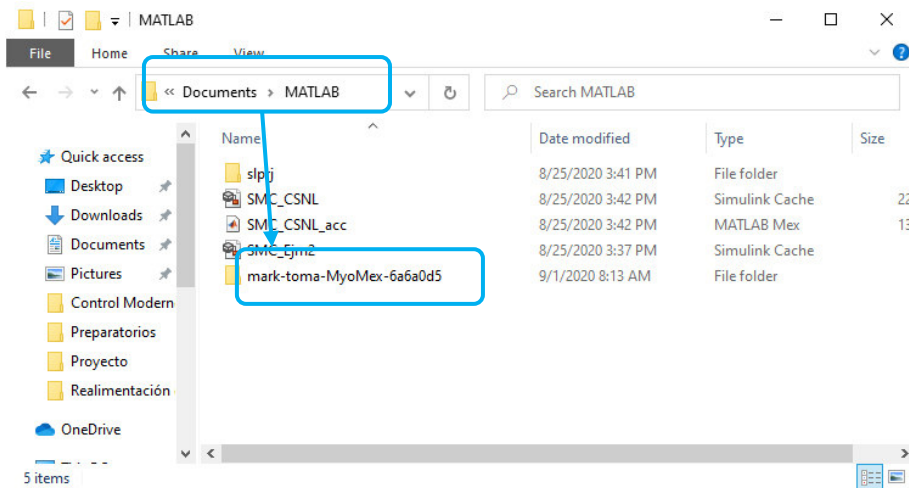 MATLAB
File Home Share View
« Documents > MATLAB Search MATLAB
Name Date modified Type Size
Quick access
Desktop
Downloads
Documents
Pictures
Control Modern
Preparatorios
Proyecto
Realimentación
OneDrive
slprj 8/25/2020 3:41 PM File folder
SMC_CSNL 8/25/2020 3:42 PM Simulink Cache 22
SMC_CSNL_acc 8/25/2020 3:42 PM MATLAB Mex 13
SMC_Ejm2 8/25/2020 3:37 PM Simulink Cache
mark-toma-MyoMex-6a6a0d5 9/1/2020 8:13 AM File folder
5 items